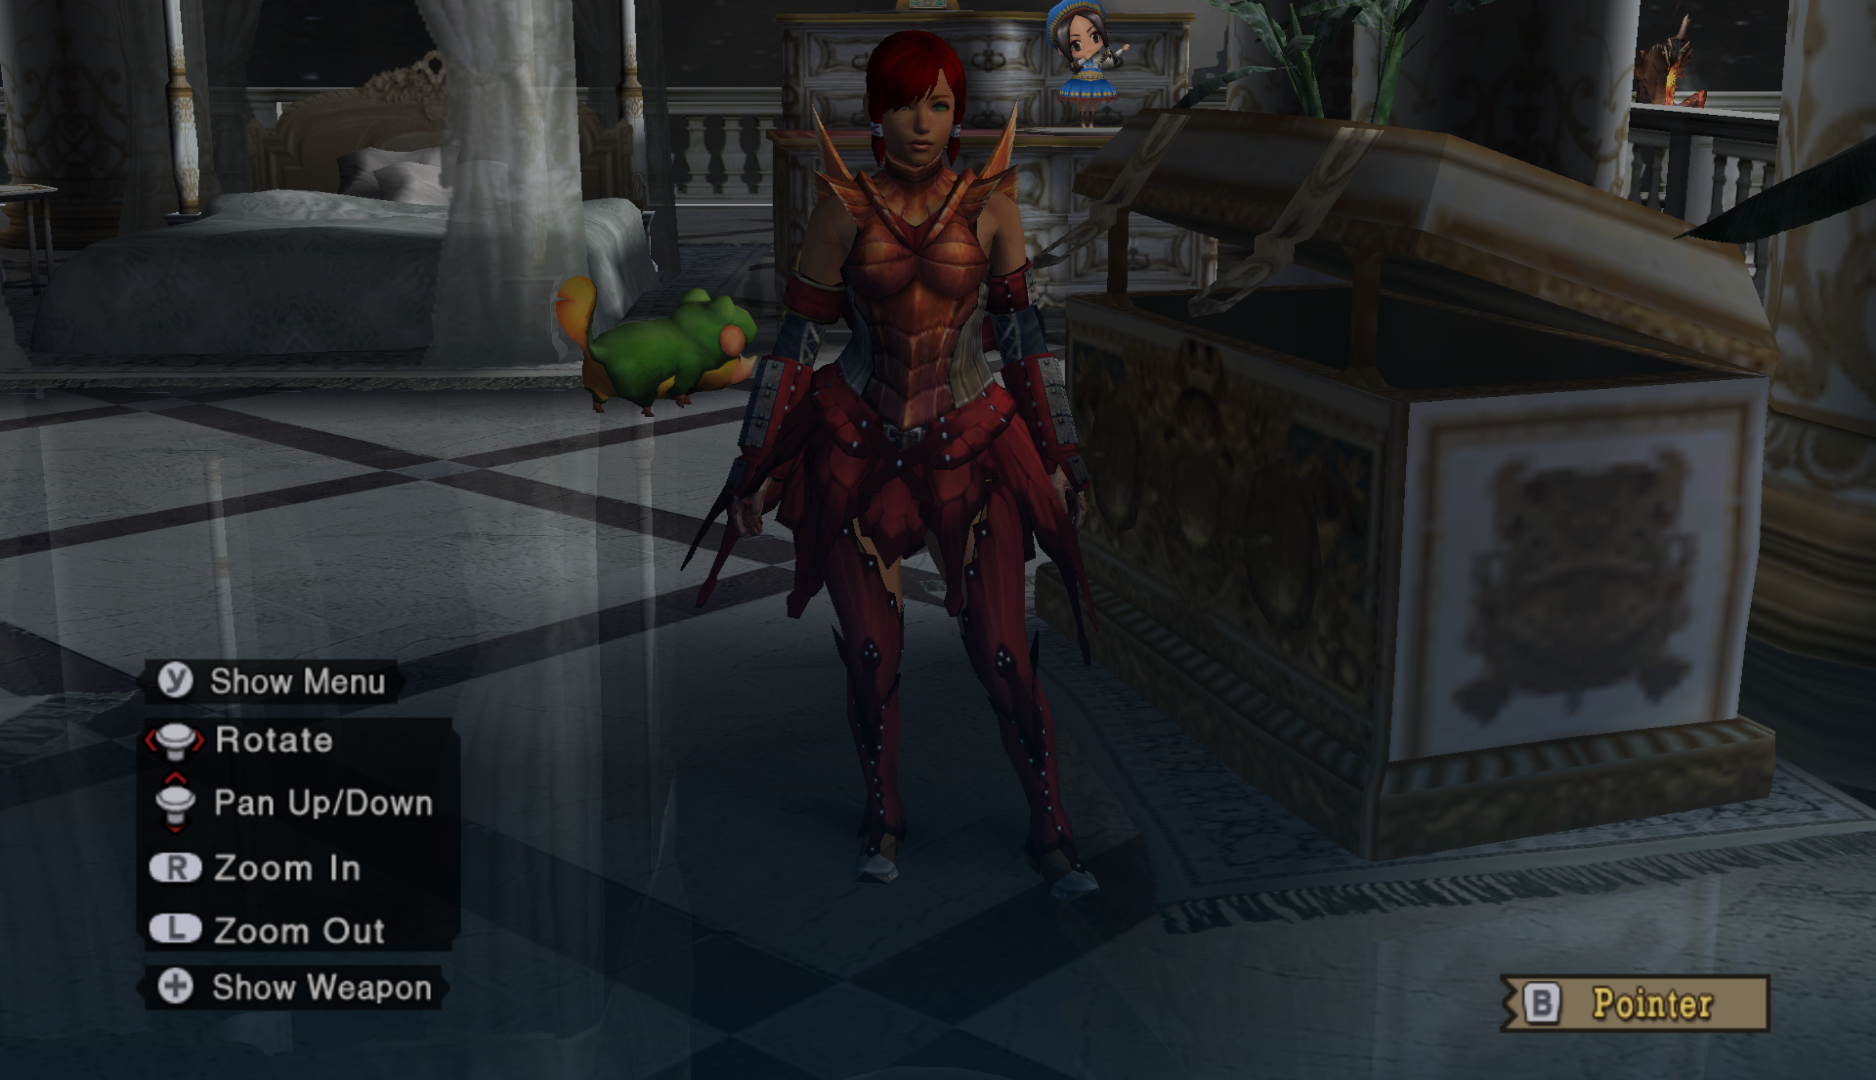 y Show Menu
Rotate
Pan Up/Down
R Zoom In
L Zoom Out
+ Show Weapon
B Pointer